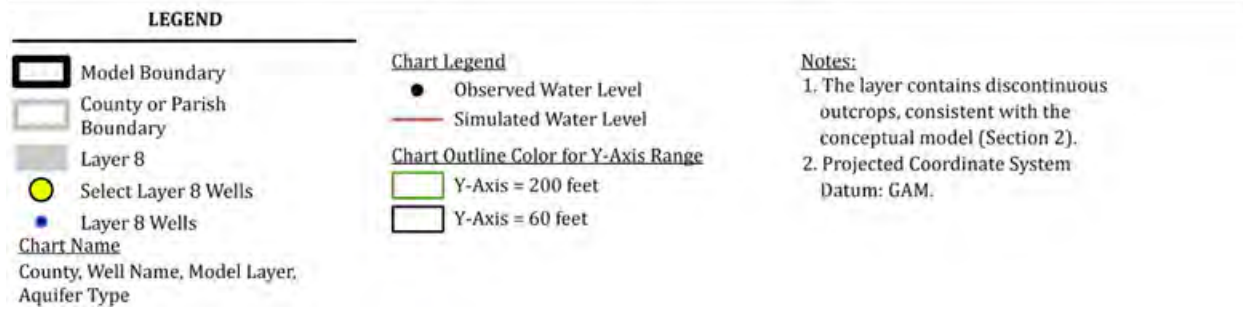 LEGEND
Model Boundary
County or Parish
Boundary
Layer 8
Select Layer 8 Wells
Layer 8 Wells
Chart Name
County, Well Name, Model Layer,
Aquifer Type
Chart Legend
Observed Water Level
Simulated Water Level
Chart Outline Color for Y-Axis Range
Y-Axis = 200 feet
Y-Axis = 60 feet
Notes:
1. The layer contains discontinuous
outcrops, consistent with the
conceptual model (Section 2).
2. Projected Coordinate System
Datum: GAM.